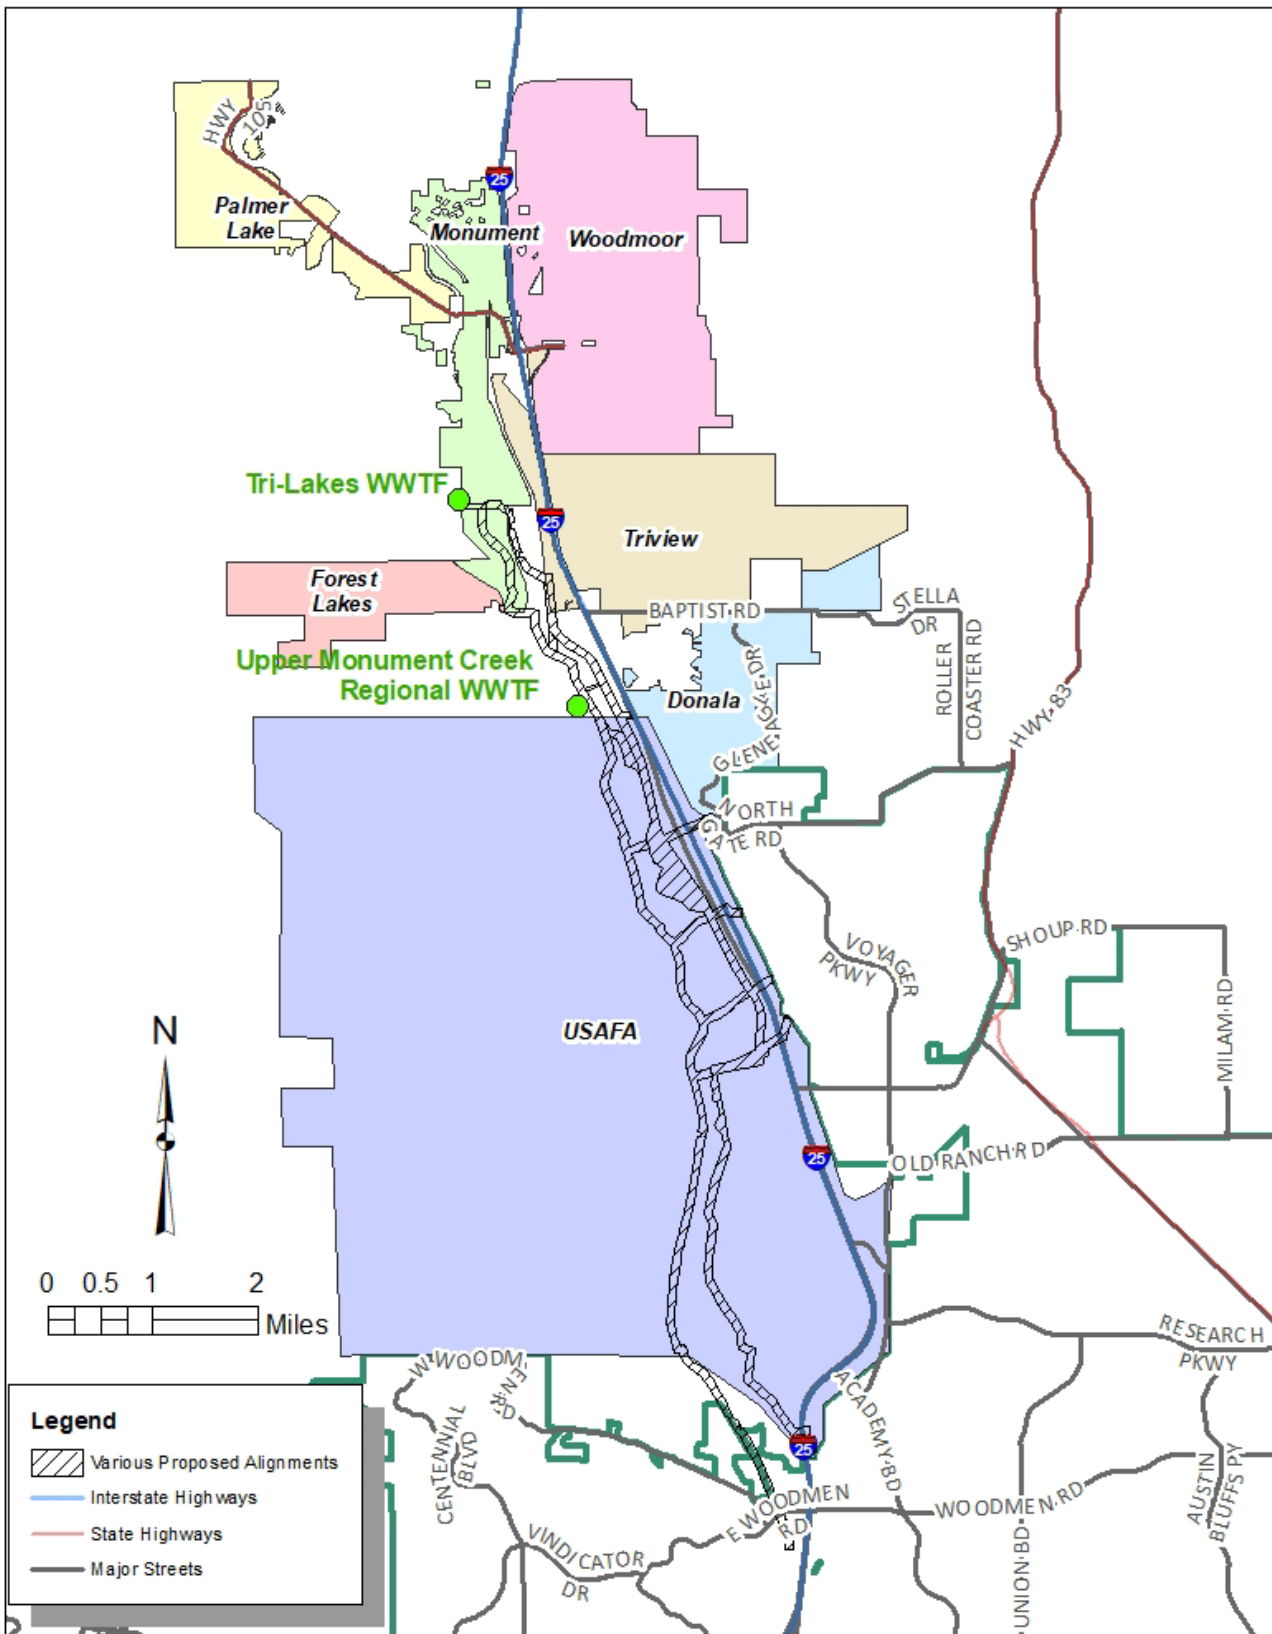 HWY
105
25
Palmer
Lake
Monument
Woodmoor
Tri-Lakes WWTF
25
Triview
Forest
Lakes
BAPTIST RD
STELLA
DR
ROLLER
COASTER RD
Upper Monument Creek
Regional WWTF
Donala
GLENEAGLE DR
HWY 83
NORTH
GATE RD
SHOUP RD
VOYAGER
PKWY
MILAM RD
N
USAFA
25
OLD RANCH RD
0 0.5 1 2
Miles
RESEARCH
PKWY
W WOODMEN RD
ACADEMY BD
CENTENNIAL
BLVD
25
AUSTIN
BLUFFS PY
E WOODMEN
RD
WOODMEN RD
VINDICATOR
DR
UNION BD
Legend
Various Proposed Alignments
Interstate Highways
State Highways
Major Streets